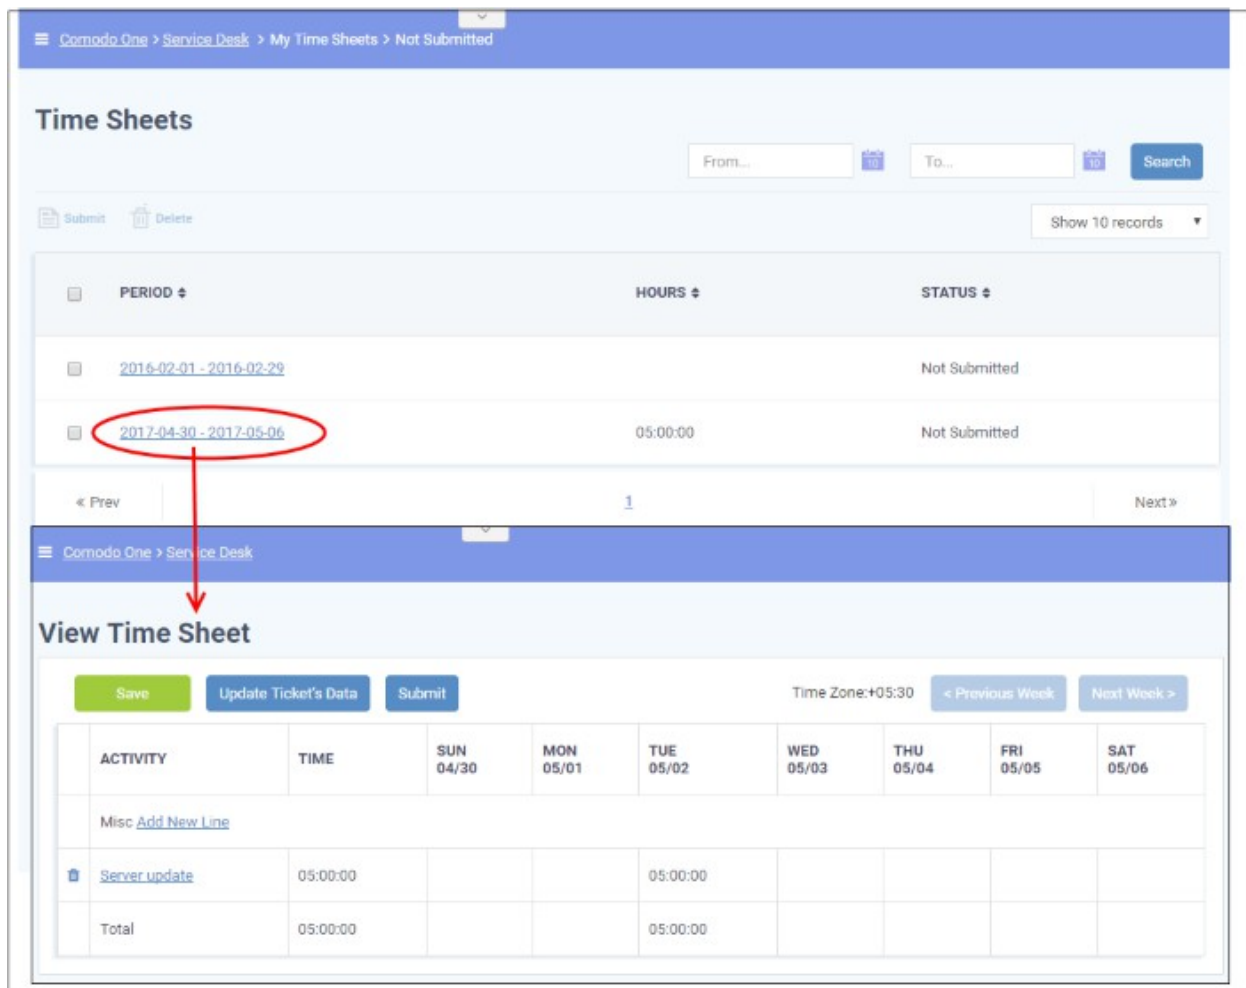 Comodo One > Service Desk > My Time Sheets > Not Submitted
Time Sheets
From... 10 To... 10 Search
Submit Delete Show 10 records
PERIOD HOURS STATUS
2016-02-01 - 2016-02-29 Not Submitted
2017-04-30 - 2017-05-06 05:00:00 Not Submitted
« Prev 1 Next »
Comodo One > Service Desk
View Time Sheet
Save Update Ticket's Data Submit Time Zone:+05:30 < Previous Week Next Week >
ACTIVITY TIME SUN MON TUE WED THU FRI SAT
04/30 05/01 05/02 05/03 05/04 05/05 05/06
Misc Add New Line
Server update 05:00:00 05:00:00
Total 05:00:00 05:00:00